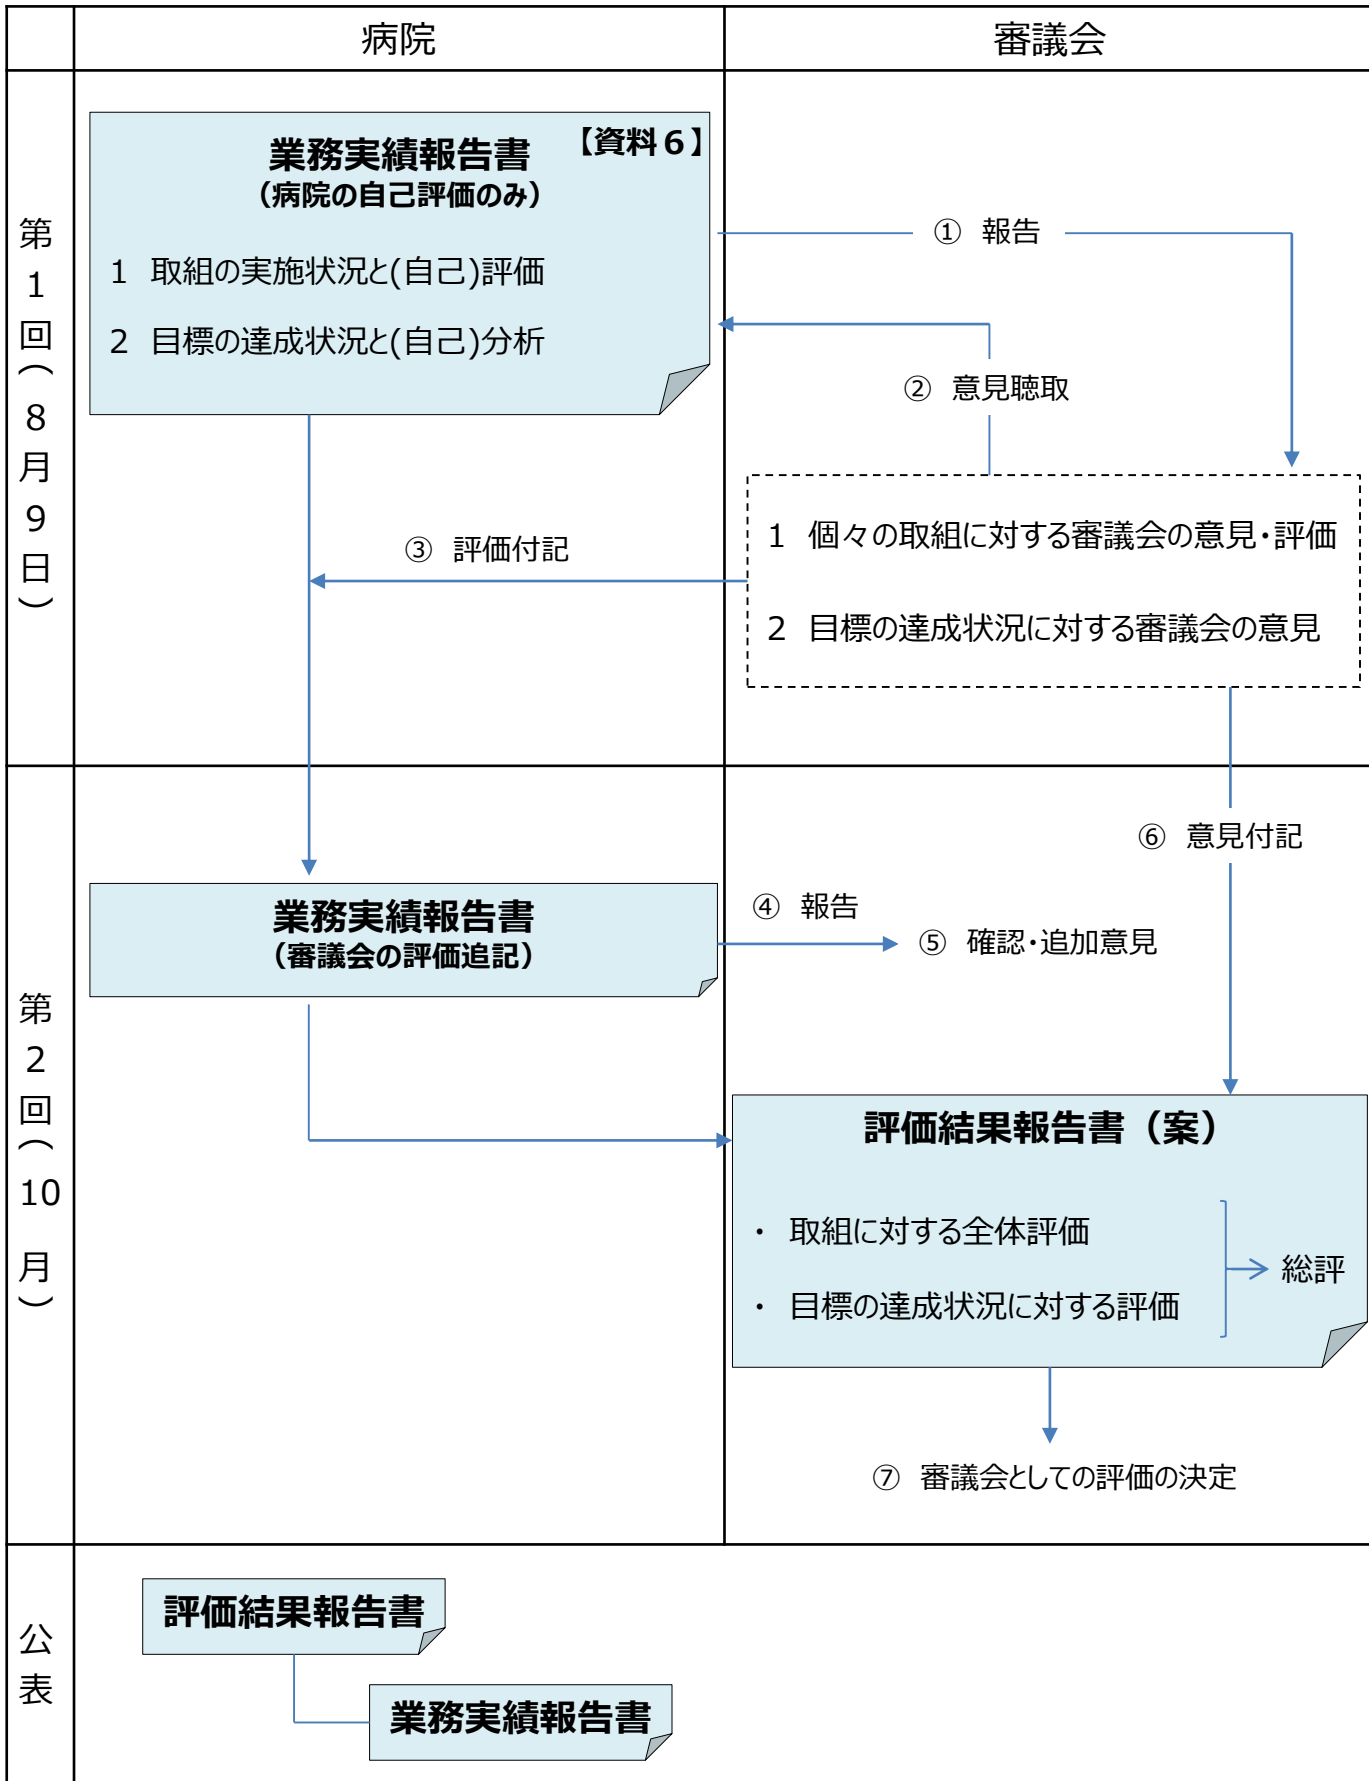 病院
審議会
第1回(8月9日)
【資料6】
業務実績報告書
(病院の自己評価のみ)
1 取組の実施状況と(自己)評価
2 目標の達成状況と(自己)分析
① 報告
② 意見聴取
③ 評価付記
1 個々の取組に対する審議会の意見・評価
2 目標の達成状況に対する審議会の意見
第2回(10月)
⑥ 意見付記
業務実績報告書
(審議会の評価追記)
④ 報告
⑤ 確認・追加意見
評価結果報告書(案)
・ 取組に対する全体評価
・ 目標の達成状況に対する評価
総評
⑦ 審議会としての評価の決定
公表
評価結果報告書
業務実績報告書